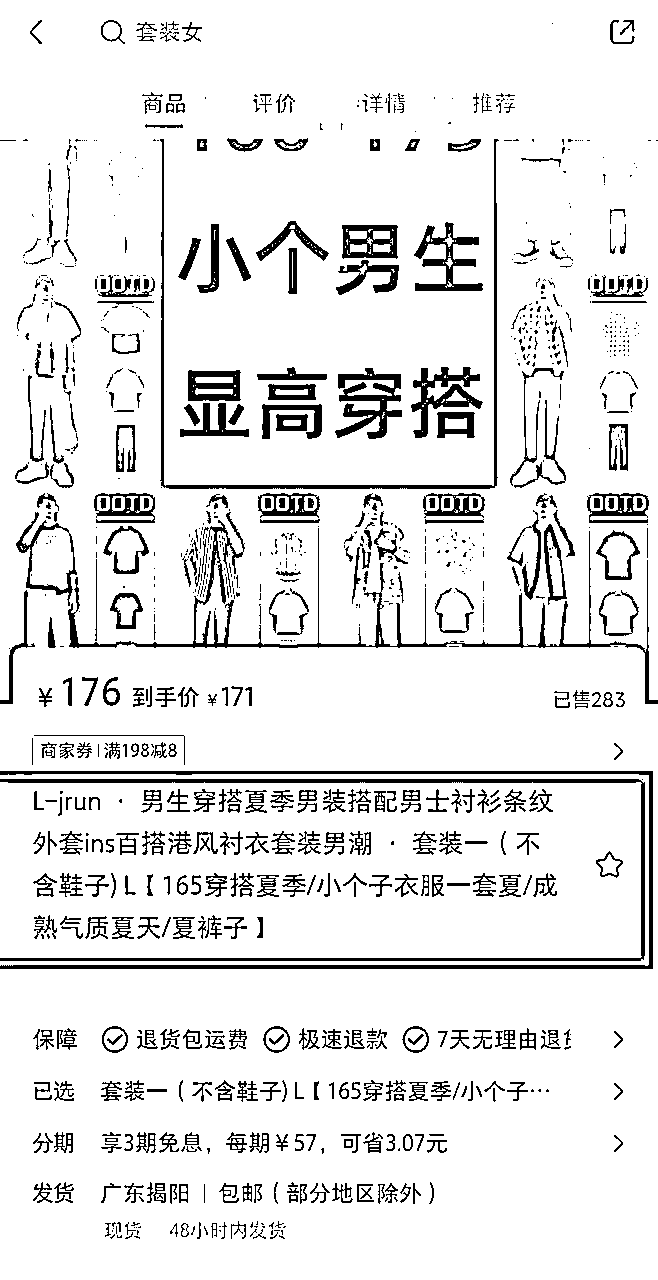 套装女
商品 评价 详情 推荐
小个男生
显高穿搭
OOTD OOTD
OOTD OOTD OOTD OOTD
¥176 到手价 ¥171 已售283
商家券 | 满198减8
L-jrun · 男生穿搭夏季男装搭配男士衬衫条纹
外套ins百搭港风衬衣套装男潮 · 套装一（不
含鞋子) L【165穿搭夏季/小个子衣服一套夏/成
熟气质夏天/夏裤子】
保障 退货包运费 极速退款 7天无理由退
已选 套装一（不含鞋子) L【165穿搭夏季/小个子…
分期 享3期免息，每期¥57，可省3.07元
发货 广东揭阳 | 包邮（部分地区除外）
现货 48小时内发货